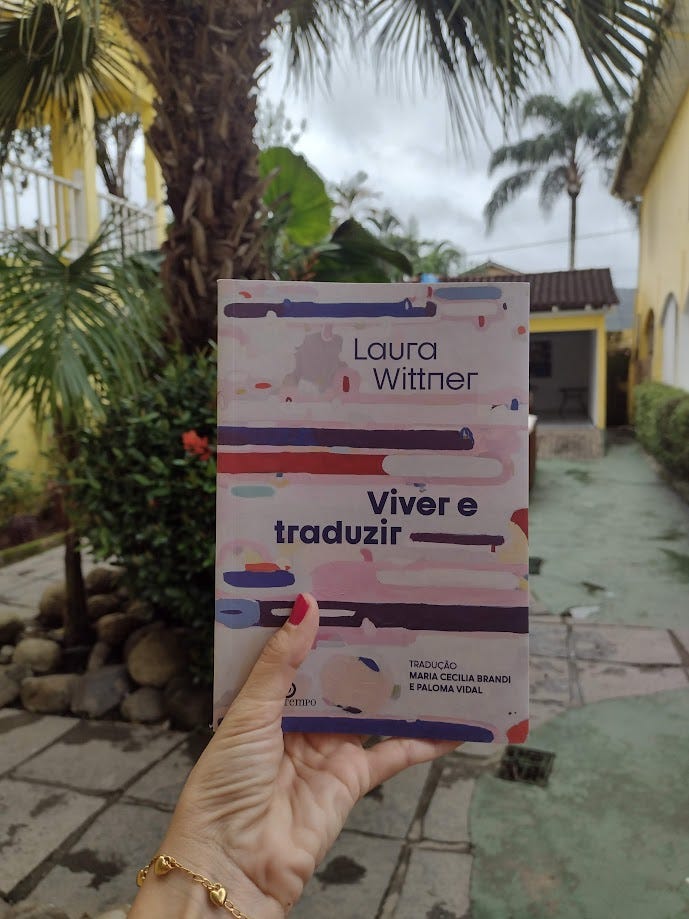 Laura
Wittner
Viver e
traduzir
TRADUÇÃO
MARIA CECILIA BRANDI
E PALOMA VIDAL